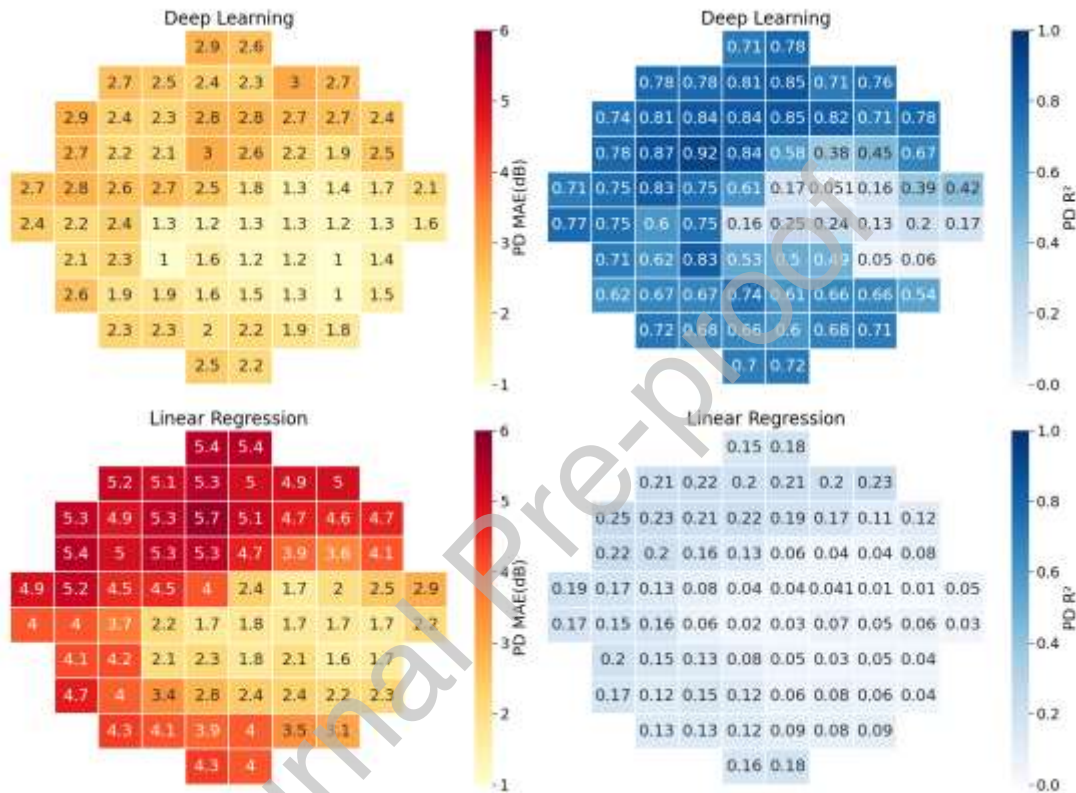 Deep Learning
2.9 2.6
2.7 2.5 2.4 2.3 3 2.7
2.9 2.4 2.3 2.8 2.8 2.7 2.7 2.4
2.7 2.2 2.1 3 2.6 2.2 1.9 2.5
2.7 2.8 2.6 2.7 2.5 1.8 1.3 1.4 1.7 2.1
2.4 2.2 2.4 1.3 1.2 1.3 1.3 1.2 1.3 1.6
2.1 2.3 1 1.6 1.2 1.2 1 1.4
2.6 1.9 1.9 1.6 1.5 1.3 1 1.5
2.3 2.3 2 2.2 1.9 1.8
2.5 2.2
6
5
4
3
2
1
PD MAE(dB)
Deep Learning
0.71 0.78
0.78 0.78 0.81 0.85 0.71 0.76
0.74 0.81 0.84 0.84 0.85 0.82 0.71 0.78
0.78 0.87 0.92 0.84 0.58 0.38 0.45 0.67
0.71 0.75 0.83 0.75 0.61 0.17 0.051 0.16 0.39 0.42
0.77 0.75 0.6 0.75 0.16 0.25 0.24 0.13 0.2 0.17
0.71 0.62 0.83 0.53 0.5 0.49 0.05 0.06
0.62 0.67 0.67 0.74 0.61 0.66 0.66 0.54
0.72 0.68 0.66 0.6 0.68 0.71
0.7 0.72
1.0
0.8
0.6
0.4
0.2
0.0
PD R²
Linear Regression
5.4 5.4
5.2 5.1 5.3 5 4.9 5
5.3 4.9 5.3 5.7 5.1 4.7 4.6 4.7
5.4 5 5.3 5.3 4.7 3.9 3.6 4.1
4.9 5.2 4.5 4.5 4 2.4 1.7 2 2.5 2.9
4 4 3.7 2.2 1.7 1.8 1.7 1.7 1.7 2.2
4.1 4.2 2.1 2.3 1.8 2.1 1.6 1.7
4.7 4 3.4 2.8 2.4 2.4 2.2 2.3
4.3 4.1 3.9 4 3.5 3.1
4.3 4
6
5
4
3
2
1
PD MAE(dB)
Linear Regression
0.15 0.18
0.21 0.22 0.2 0.21 0.2 0.23
0.25 0.23 0.21 0.22 0.19 0.17 0.11 0.12
0.22 0.2 0.16 0.13 0.06 0.04 0.04 0.08
0.19 0.17 0.13 0.08 0.04 0.04 0.041 0.01 0.01 0.05
0.17 0.15 0.16 0.06 0.02 0.03 0.07 0.05 0.06 0.03
0.2 0.15 0.13 0.08 0.05 0.03 0.05 0.04
0.17 0.12 0.15 0.12 0.06 0.08 0.06 0.04
0.13 0.13 0.12 0.09 0.08 0.09
0.16 0.18
1.0
0.8
0.6
0.4
0.2
0.0
PD R²
urnal Pre-proof